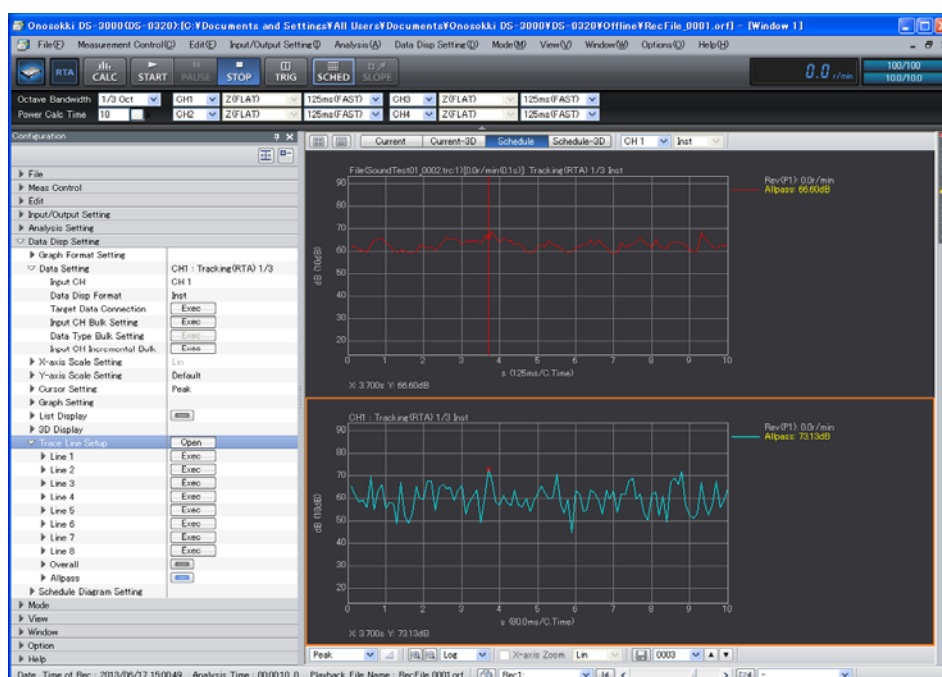 Onosokki DS-3000(DS-0320):[C:¥Documents and Settings¥All Users¥Documents¥Onosokki DS-3000¥DS-0320¥Offline¥RecFile_0001.orf] - [Window 1]
File(F) Measurement Control(C) Edit(E) Input/Output Setting(I) Analysis(A) Data Disp Setting(D) Mode(M) View(V) Window(W) Options(O) Help(H)
RTA CALC START PAUSE STOP TRIG SCHED SLOPE 0.0 r/min 100/100
100/100
Octave Bandwidth 1/3 Oct CH1 Z(FLAT) 125ms(FAST) CH3 Z(FLAT) 125ms(FAST)
Power Calc Time 10 CH2 Z(FLAT) 125ms(FAST) CH4 Z(FLAT) 125ms(FAST)
Configuration
Current Current-3D Schedule Schedule-3D CH 1 Inst
File
Meas Control
Edit
Input/Output Setting
Analysis Setting
Data Disp Setting
Graph Format Setting
Data Setting CH1 : Tracking(RTA) 1/3
Input CH CH 1
Data Disp Format Inst
Target Data Connection Exec
Input CH Bulk Setting Exec
Data Type Bulk Setting Exec
Input CH Incremental Bulk Exec
X-axis Scale Setting Lin
Y-axis Scale Setting Default
Cursor Setting Peak
Graph Setting
List Display
3D Display
Trace Line Setup Open
Line 1 Exec
Line 2 Exec
Line 3 Exec
Line 4 Exec
Line 5 Exec
Line 6 Exec
Line 7 Exec
Line 8 Exec
Overall
Allpass
Schedule Diagram Setting
Mode
View
Window
Option
Help
File(SoundTest01_0002.trc:1)[0.0r/min(0.1s)] Tracking(RTA) 1/3 Inst
Rev(P1): 0.0r/min
Allpass: 66.60dB
90
80
70
60
50
40
30
20
dB (10dB)
0 1 2 3 4 5 6 7 8 9 10
s (125ms/C.Time)
X: 3.700s Y: 66.60dB
CH1 : Tracking(RTA) 1/3 Inst
Rev(P1): 0.0r/min
Allpass: 73.13dB
90
80
70
60
50
40
30
20
dB (10dB)
0 1 2 3 4 5 6 7 8 9 10
s (80.0ms/C.Time)
X: 3.700s Y: 73.13dB
Peak Log X-axis Zoom Lin 0003
Date Time of Rec : 2013/06/17 15:00:49 Analysis Time : 00:00:10.0 Playback File Name : RecFile_0001.orf Rec1: